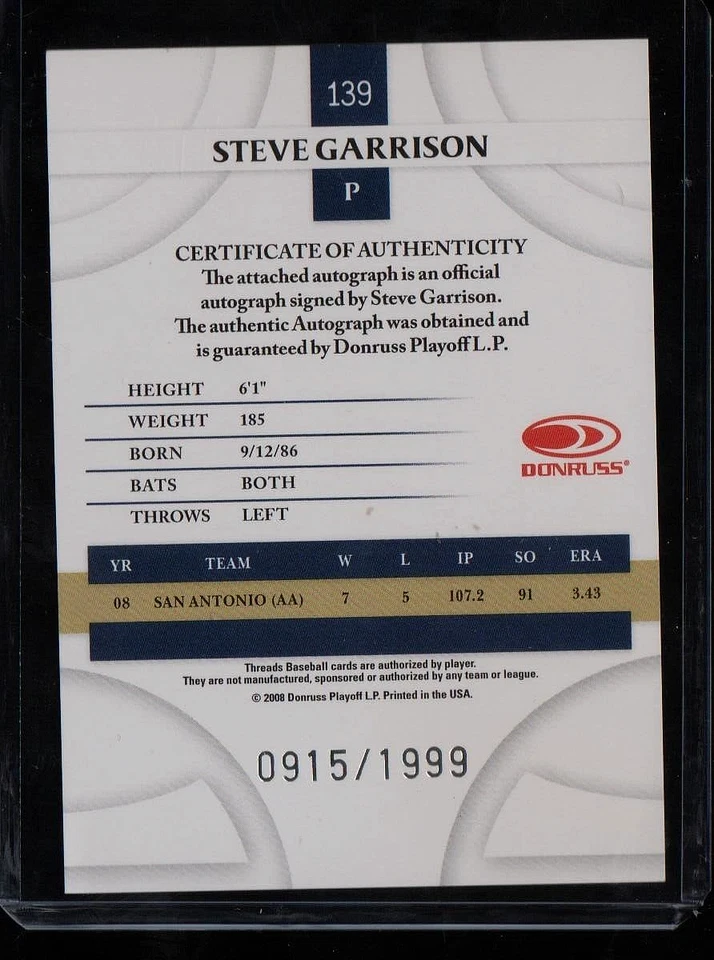 139
STEVE GARRISON
P
CERTIFICATE OF AUTHENTICITY
The attached autograph is an official
autograph signed by Steve Garrison.
The authentic Autograph was obtained and
is guaranteed by Donruss Playoff L.P.
HEIGHT 6'1"
WEIGHT 185
BORN 9/12/86
BATS BOTH
THROWS LEFT
DONRUSS®
YR TEAM W L IP SO ERA
08 SAN ANTONIO (AA) 7 5 107.2 91 3.43
Threads Baseball cards are authorized by player.
They are not manufactured, sponsored or authorized by any team or league.
© 2008 Donruss Playoff L.P. Printed in the USA.
0915/1999